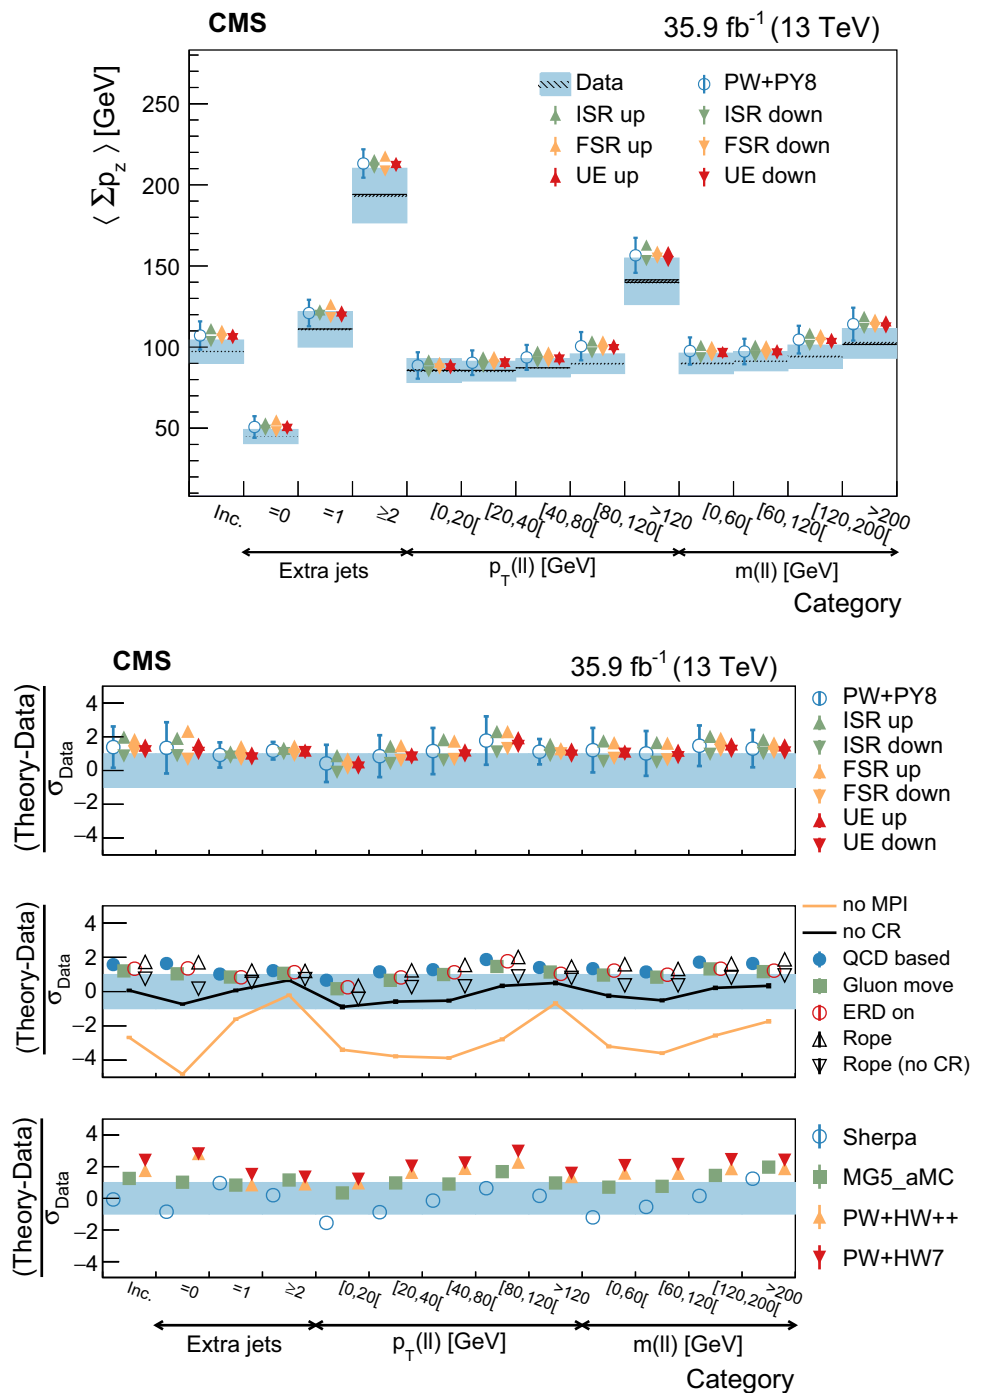 CMS 35.9 fb⁻¹ (13 TeV)
⟨ Σp_z ⟩ [GeV]
250
200
150
100
50
Data PW+PY8
ISR up ISR down
FSR up FSR down
UE up UE down
Inc. =0 =1 ≥2 [0,20[ [20,40[ [40,80[ [80,120[ >120 [0,60[ [60,120[ [120,200[ >200
Extra jets p_T(ll) [GeV] m(ll) [GeV]
Category
CMS 35.9 fb⁻¹ (13 TeV)
(Theory-Data)
σ_Data
4
2
0
−2
−4
PW+PY8
ISR up
ISR down
FSR up
FSR down
UE up
UE down
(Theory-Data)
σ_Data
4
2
0
−2
−4
no MPI
no CR
QCD based
Gluon move
ERD on
Rope
Rope (no CR)
(Theory-Data)
σ_Data
4
2
0
−2
−4
Sherpa
MG5_aMC
PW+HW++
PW+HW7
Inc. =0 =1 ≥2 [0,20[ [20,40[ [40,80[ [80,120[ >120 [0,60[ [60,120[ [120,200[ >200
Extra jets p_T(ll) [GeV] m(ll) [GeV]
Category